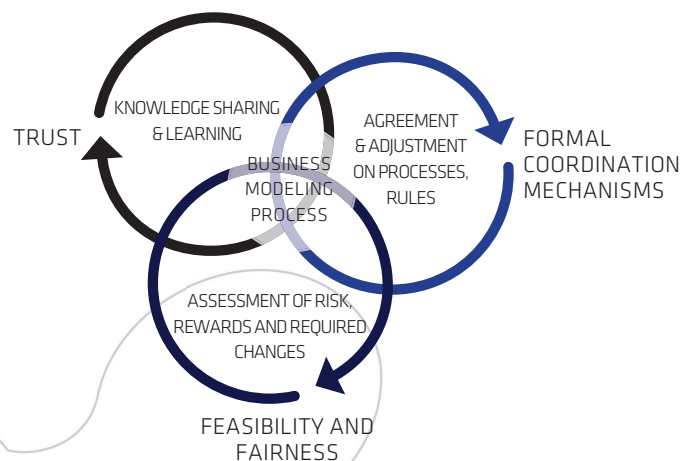 TRUST
KNOWLEDGE SHARING
& LEARNING
AGREEMENT
& ADJUSTMENT
ON PROCESSES,
RULES
FORMAL
COORDINATION
MECHANISMS
BUSINESS
MODELING
PROCESS
ASSESSMENT OF RISK,
REWARDS AND REQUIRED
CHANGES
FEASIBILITY AND
FAIRNESS